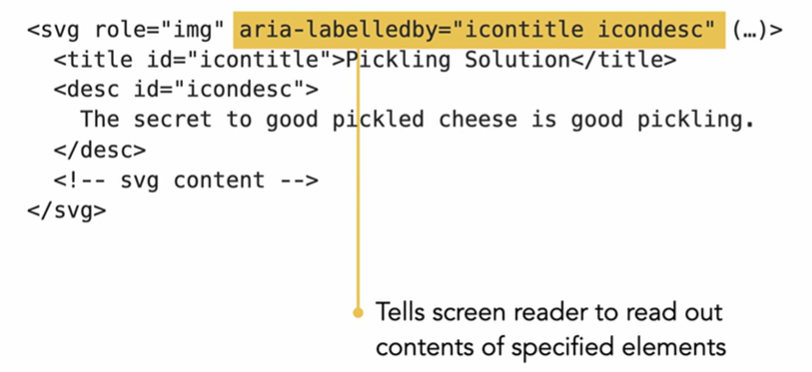 <svg role="img" aria-labelledby="icontitle icondesc" (…)>
<title id="icontitle">Pickling Solution</title>
<desc id="icondesc">
The secret to good pickled cheese is good pickling.
</desc>
<!-- svg content -->
</svg>
Tells screen reader to read out
contents of specified elements